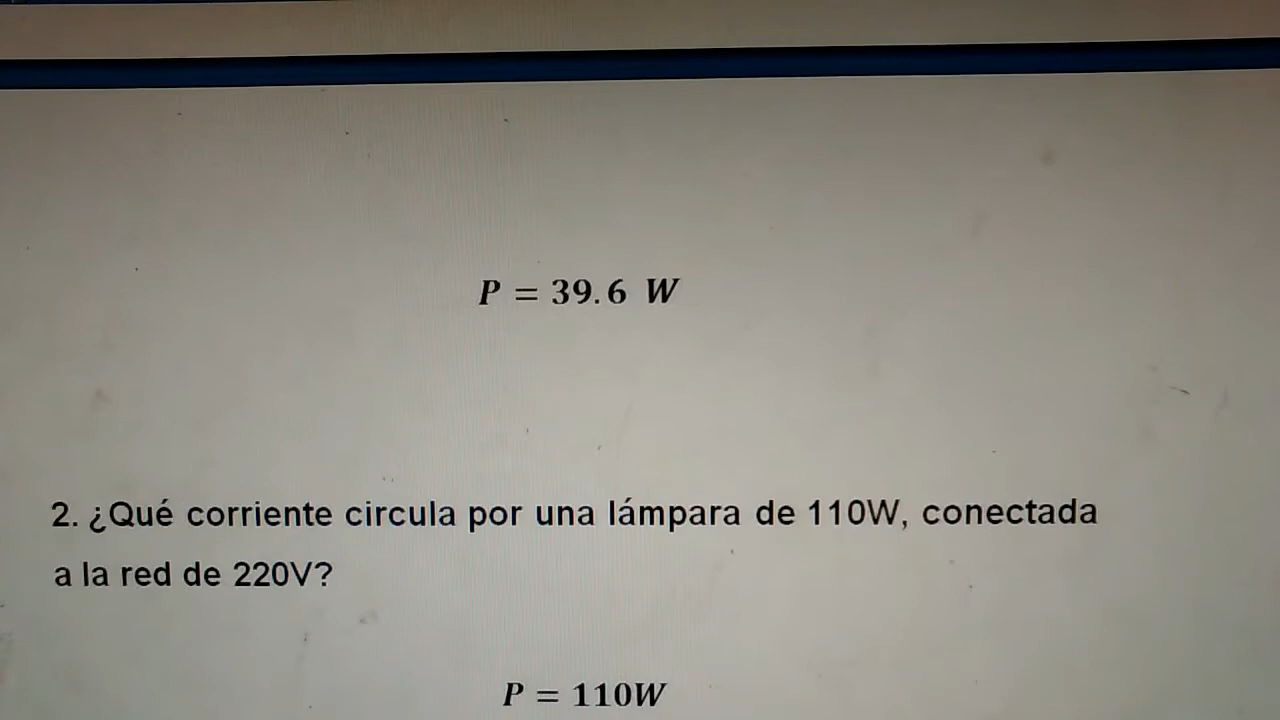 P = 39.6 W
2. ¿Qué corriente circula por una lámpara de 110W, conectada
a la red de 220V?
P = 110W